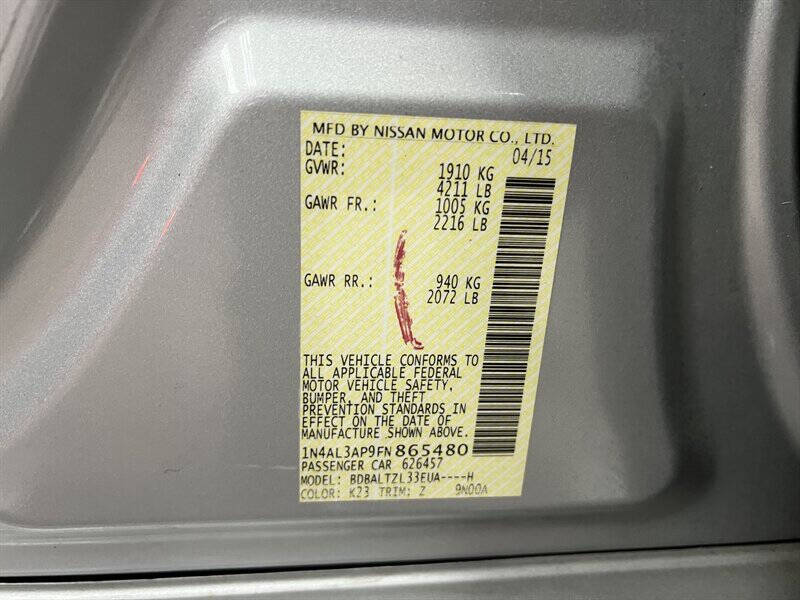 MFD BY NISSAN MOTOR CO., LTD.
DATE: 04/15
GVWR: 1910 KG
4211 LB
GAWR FR.: 1005 KG
2216 LB
GAWR RR.: 940 KG
2072 LB
THIS VEHICLE CONFORMS TO
ALL APPLICABLE FEDERAL
MOTOR VEHICLE SAFETY,
BUMPER, AND THEFT
PREVENTION STANDARDS IN
EFFECT ON THE DATE OF
MANUFACTURE SHOWN ABOVE.
1N4AL3AP9FN865480
PASSENGER CAR 626457
MODEL: BDBALTZL33EUA----H
COLOR: K23 TRIM: Z 9N00A